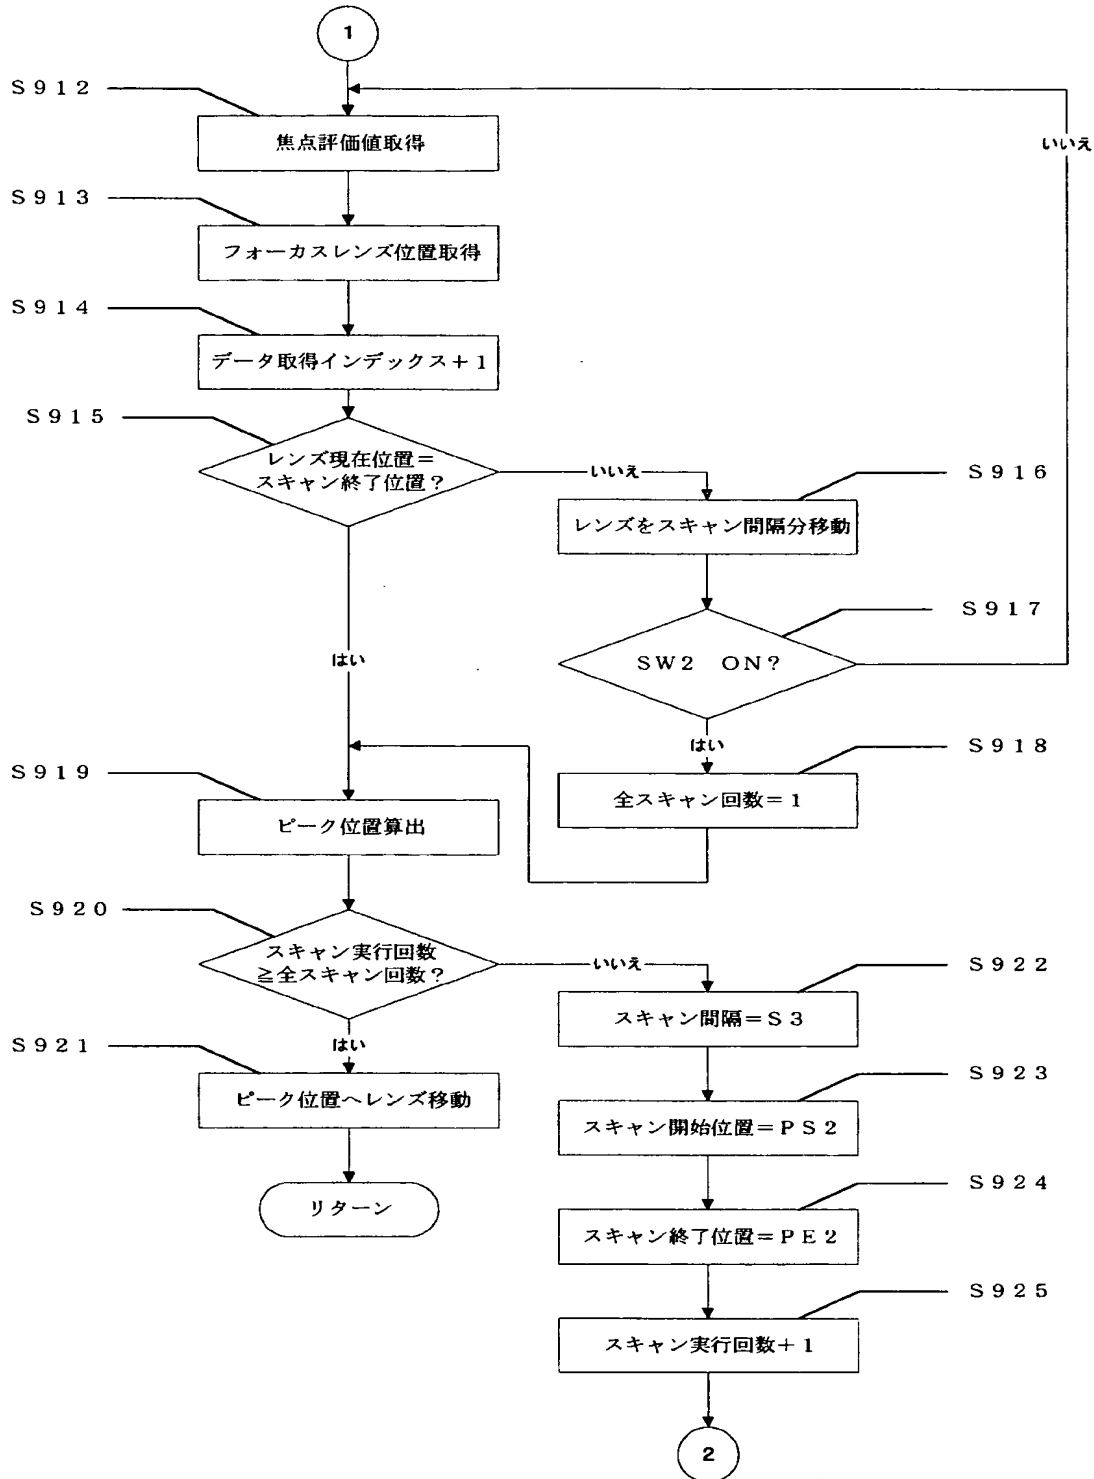 1
S912
焦点評価値取得
いいえ
S913
フォーカスレンズ位置取得
S914
データ取得インデックス+1
S915
レンズ現在位置=
スキャン終了位置?
いいえ
S916
レンズをスキャン間隔分移動
S917
SW2 ON?
はい
はい
S918
全スキャン回数=1
S919
ピーク位置算出
S920
スキャン実行回数
≧全スキャン回数?
いいえ
S922
スキャン間隔=S3
はい
S921
ピーク位置へレンズ移動
S923
スキャン開始位置=PS2
リターン
S924
スキャン終了位置=PE2
S925
スキャン実行回数+1
2